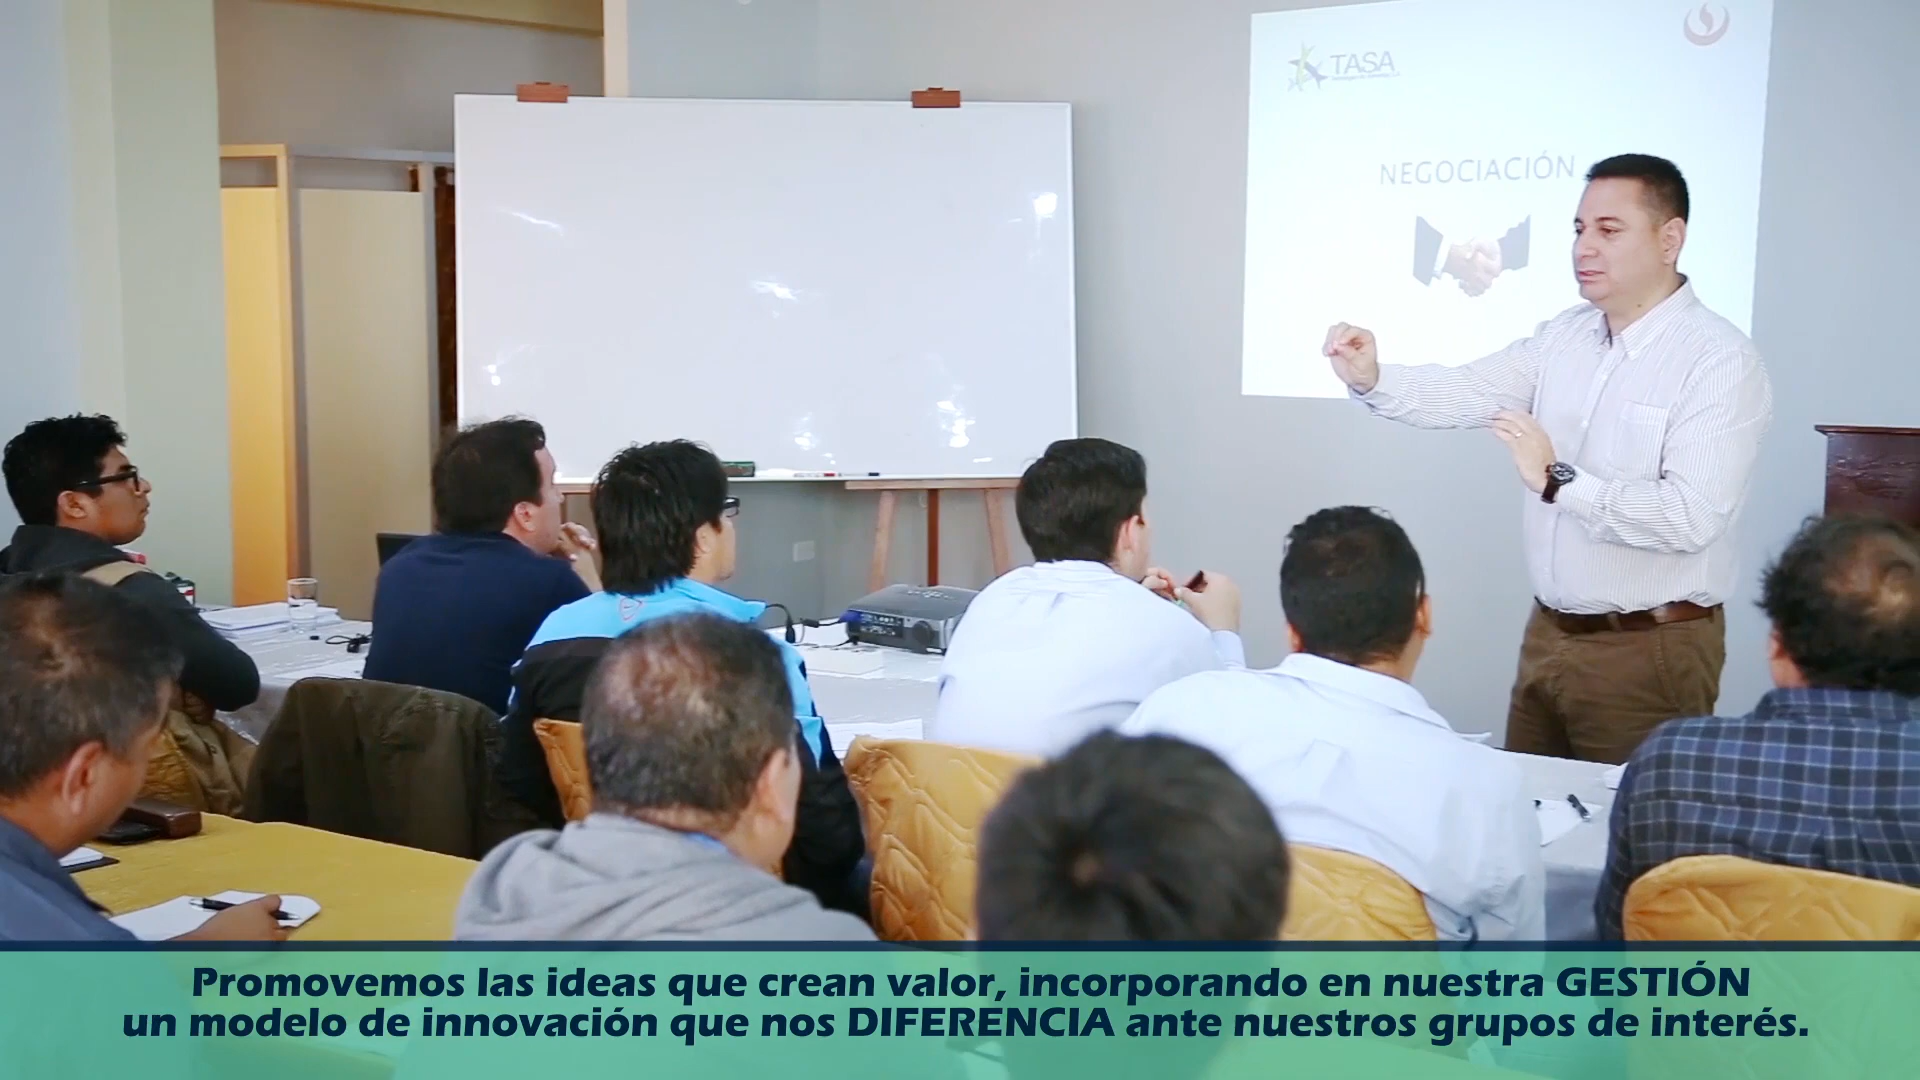 TASA
NEGOCIACIÓN
Promovemos las ideas que crean valor, incorporando en nuestra GESTIÓN
un modelo de innovación que nos DIFERENCIA ante nuestros grupos de interés.